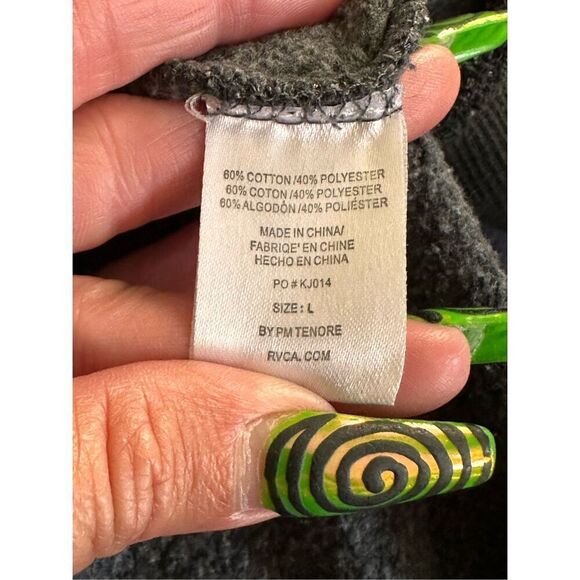 60% COTTON /40% POLYESTER
60% COTON /40% POLYESTER
60% ALGODÓN /40% POLIÉSTER
MADE IN CHINA/
FABRIQE' EN CHINE
HECHO EN CHINA
PO # KJ014
SIZE : L
BY PM TENORE
RVCA. COM